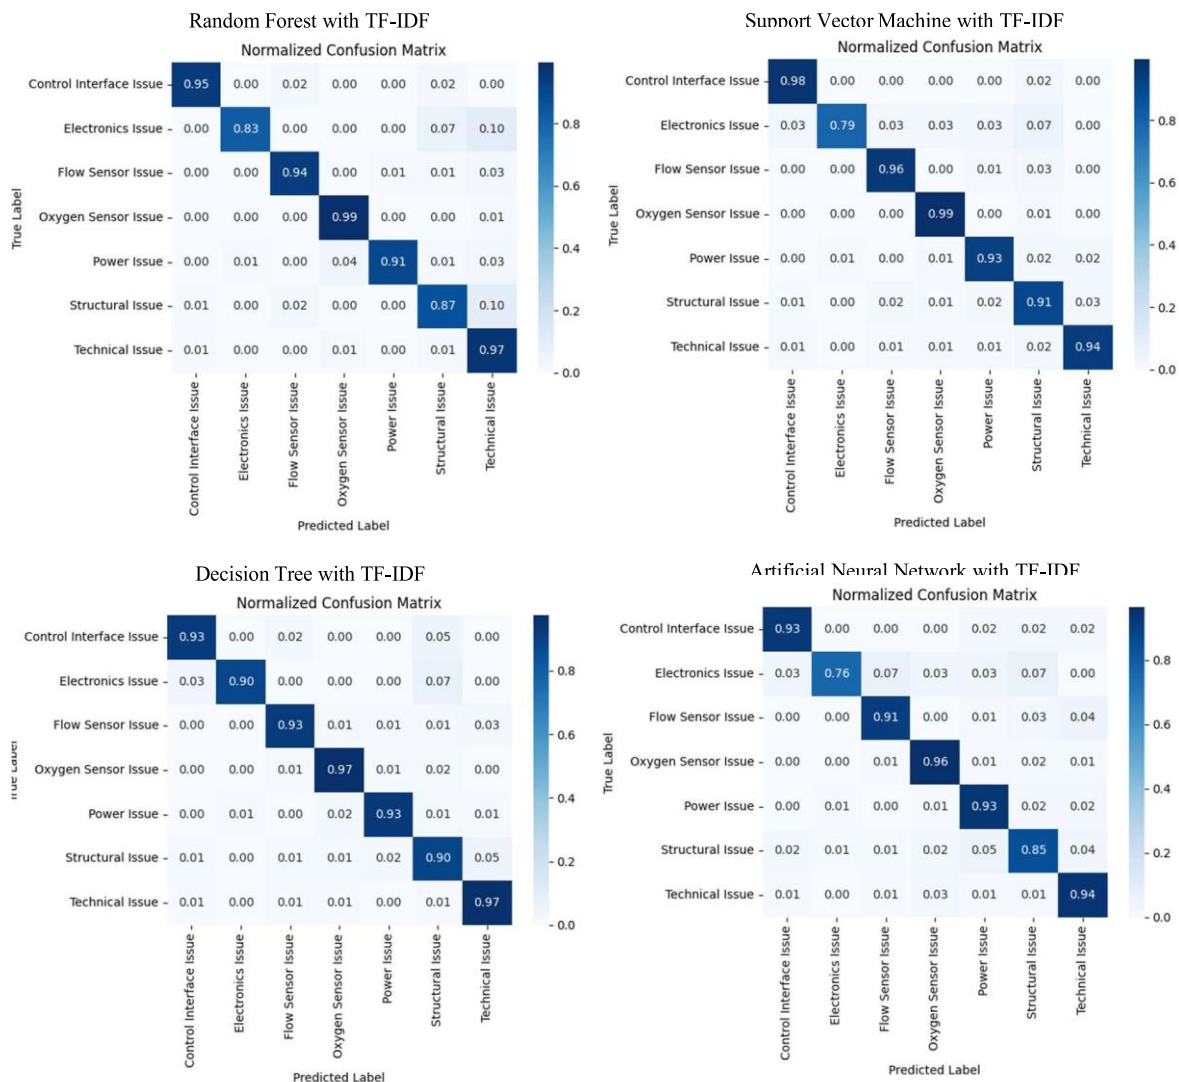 Random Forest with TF-IDF
Normalized Confusion Matrix
True Label
Control Interface Issue 0.95 0.00 0.02 0.00 0.00 0.02 0.00
Electronics Issue 0.00 0.83 0.00 0.00 0.00 0.07 0.10
Flow Sensor Issue 0.00 0.00 0.94 0.00 0.01 0.01 0.03
Oxygen Sensor Issue 0.00 0.00 0.00 0.99 0.00 0.00 0.01
Power Issue 0.00 0.01 0.00 0.04 0.91 0.01 0.03
Structural Issue 0.01 0.00 0.02 0.00 0.00 0.87 0.10
Technical Issue 0.01 0.00 0.00 0.01 0.00 0.01 0.97
0.8
0.6
0.4
0.2
0.0
Control Interface Issue
Electronics Issue
Flow Sensor Issue
Oxygen Sensor Issue
Power Issue
Structural Issue
Technical Issue
Predicted Label
Support Vector Machine with TF-IDF
Normalized Confusion Matrix
True Label
Control Interface Issue 0.98 0.00 0.00 0.00 0.00 0.02 0.00
Electronics Issue 0.03 0.79 0.03 0.03 0.03 0.07 0.00
Flow Sensor Issue 0.00 0.00 0.96 0.00 0.01 0.03 0.00
Oxygen Sensor Issue 0.00 0.00 0.00 0.99 0.00 0.01 0.00
Power Issue 0.00 0.01 0.00 0.01 0.93 0.02 0.02
Structural Issue 0.01 0.00 0.02 0.01 0.02 0.91 0.03
Technical Issue 0.01 0.00 0.01 0.01 0.01 0.02 0.94
0.8
0.6
0.4
0.2
0.0
Control Interface Issue
Electronics Issue
Flow Sensor Issue
Oxygen Sensor Issue
Power Issue
Structural Issue
Technical Issue
Predicted Label
Decision Tree with TF-IDF
Normalized Confusion Matrix
True Label
Control Interface Issue 0.93 0.00 0.02 0.00 0.00 0.05 0.00
Electronics Issue 0.03 0.90 0.00 0.00 0.00 0.07 0.00
Flow Sensor Issue 0.00 0.00 0.93 0.01 0.01 0.01 0.03
Oxygen Sensor Issue 0.00 0.00 0.01 0.97 0.01 0.02 0.00
Power Issue 0.00 0.01 0.00 0.02 0.93 0.01 0.01
Structural Issue 0.01 0.00 0.01 0.01 0.02 0.90 0.05
Technical Issue 0.01 0.00 0.01 0.01 0.00 0.01 0.97
0.8
0.6
0.4
0.2
0.0
Control Interface Issue
Electronics Issue
Flow Sensor Issue
Oxygen Sensor Issue
Power Issue
Structural Issue
Technical Issue
Predicted Label
Artificial Neural Network with TF-IDF
Normalized Confusion Matrix
True Label
Control Interface Issue 0.93 0.00 0.00 0.00 0.02 0.02 0.02
Electronics Issue 0.03 0.76 0.07 0.03 0.03 0.07 0.00
Flow Sensor Issue 0.00 0.00 0.91 0.00 0.01 0.03 0.04
Oxygen Sensor Issue 0.00 0.00 0.01 0.96 0.01 0.02 0.01
Power Issue 0.00 0.01 0.00 0.01 0.93 0.02 0.02
Structural Issue 0.02 0.01 0.01 0.02 0.05 0.85 0.04
Technical Issue 0.01 0.00 0.01 0.03 0.01 0.01 0.94
0.8
0.6
0.4
0.2
0.0
Control Interface Issue
Electronics Issue
Flow Sensor Issue
Oxygen Sensor Issue
Power Issue
Structural Issue
Technical Issue
Predicted Label